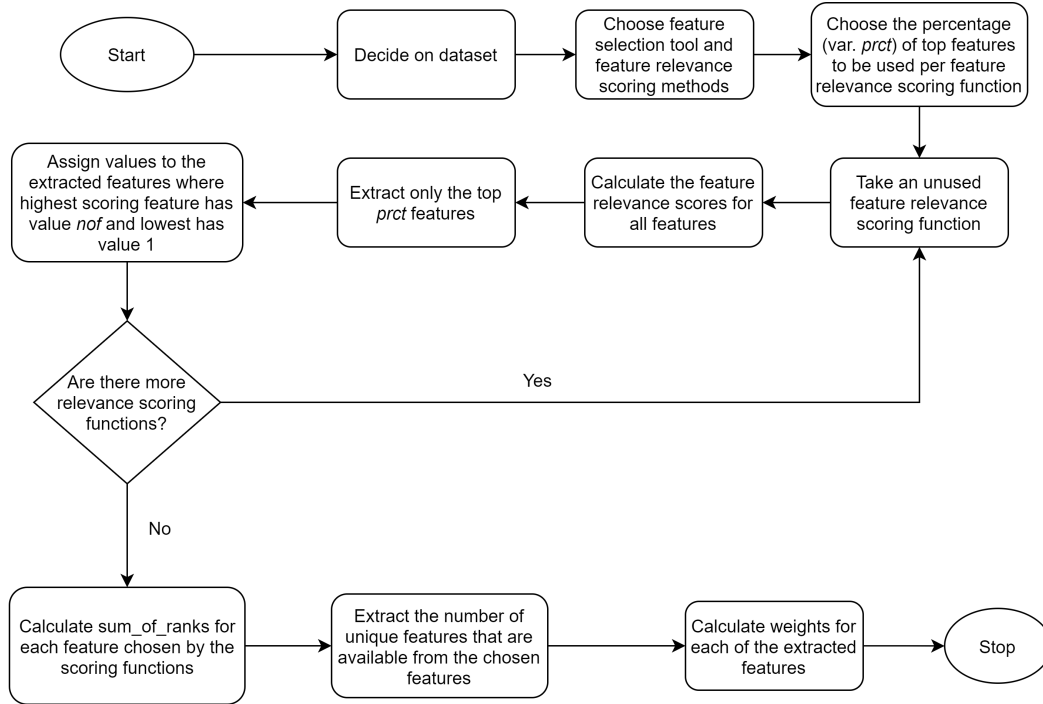 Start
Decide on dataset
Choose feature
selection tool and
feature relevance
scoring methods
Choose the percentage
(var. prct) of top features
to be used per feature
relevance scoring function
Take an unused
feature relevance
scoring function
Calculate the feature
relevance scores for
all features
Extract only the top
prct features
Assign values to the
extracted features where
highest scoring feature has
value nof and lowest has
value 1
Are there more
relevance scoring
functions?
Yes
No
Calculate sum_of_ranks for
each feature chosen by the
scoring functions
Extract the number of
unique features that are
available from the chosen
features
Calculate weights for
each of the extracted
features
Stop